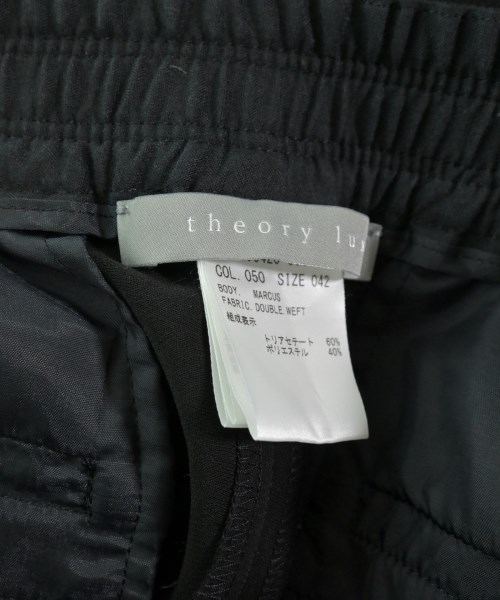 theory lu
COL. 050 SIZE 042
BODY. MARCUS
FABRIC. DOUBLE. WEFT
組成表示
トリアセテート 60%
ポリエステル 40%